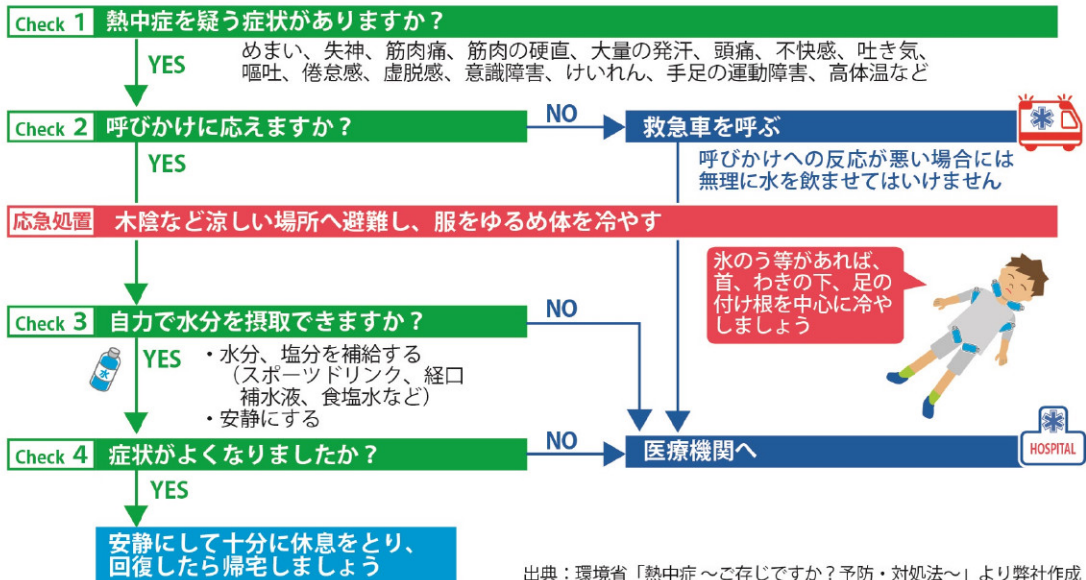 Check 1 熱中症を疑う症状がありますか？
YES
めまい、失神、筋肉痛、筋肉の硬直、大量の発汗、頭痛、不快感、吐き気、
嘔吐、倦怠感、虚脱感、意識障害、けいれん、手足の運動障害、高体温など
Check 2 呼びかけに応えますか？
NO
救急車を呼ぶ
YES
呼びかけへの反応が悪い場合には
無理に水を飲ませてはいけません
応急処置 木陰など涼しい場所へ避難し、服をゆるめ体を冷やす
氷のう等があれば、
首、わきの下、足の
付け根を中心に冷や
しましょう
Check 3 自力で水分を摂取できますか？
NO
水
YES
・水分、塩分を補給する
（スポーツドリンク、経口
補水液、食塩水など）
・安静にする
Check 4 症状がよくなりましたか？
NO
医療機関へ
HOSPITAL
YES
安静にして十分に休息をとり、
回復したら帰宅しましょう
出典：環境省「熱中症 ～ご存じですか？予防・対処法～」より弊社作成